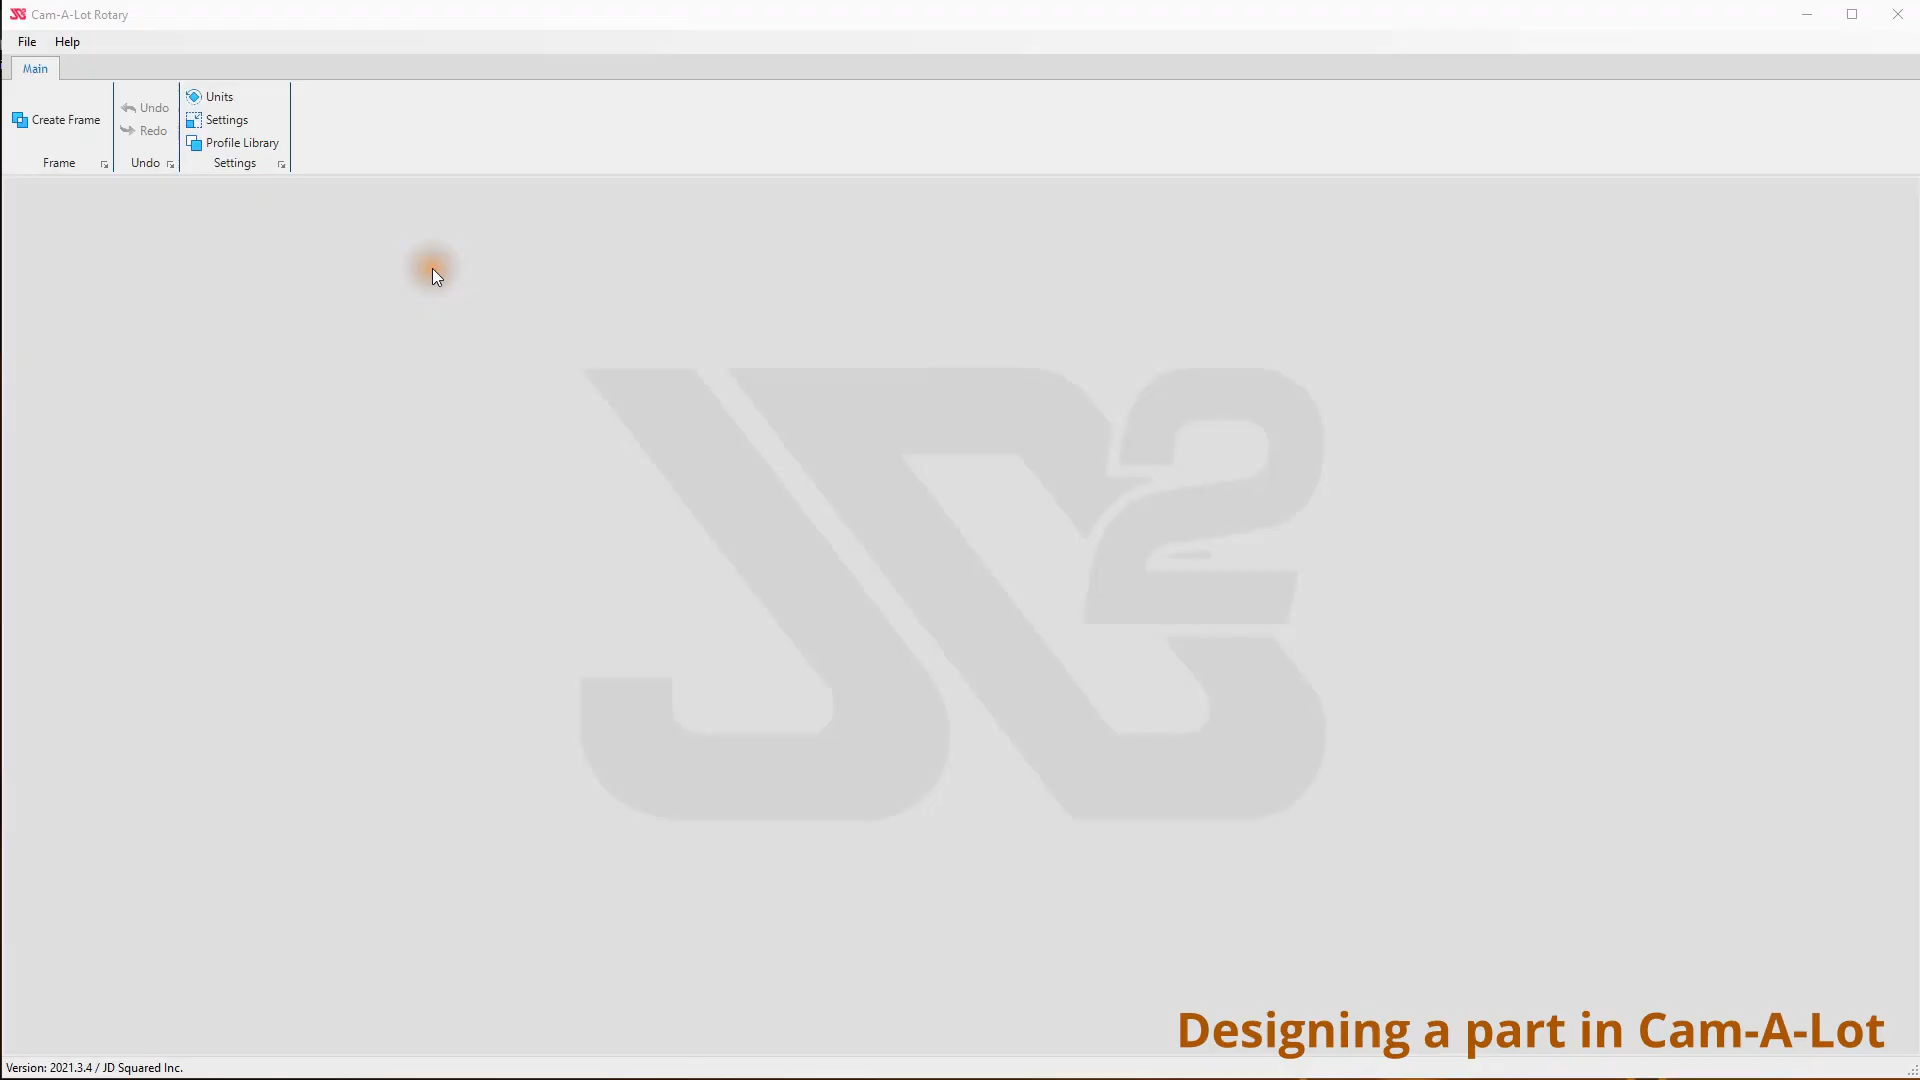 Cam-A-Lot Rotary
File Help
Main
Create Frame
Frame
Undo
Redo
Undo
Units
Settings
Profile Library
Settings
JD2
Designing a part in Cam-A-Lot
Version: 2021.3.4 / JD Squared Inc.